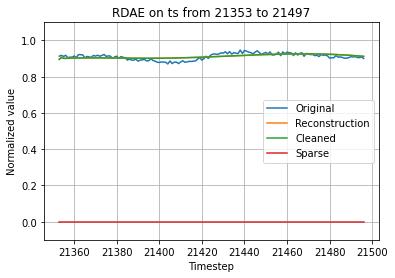 RDAE on ts from 21353 to 21497
1.0
0.8
0.6
0.4
0.2
0.0
Normalized value
Original
Reconstruction
Cleaned
Sparse
21360 21380 21400 21420 21440 21460 21480 21500
Timestep